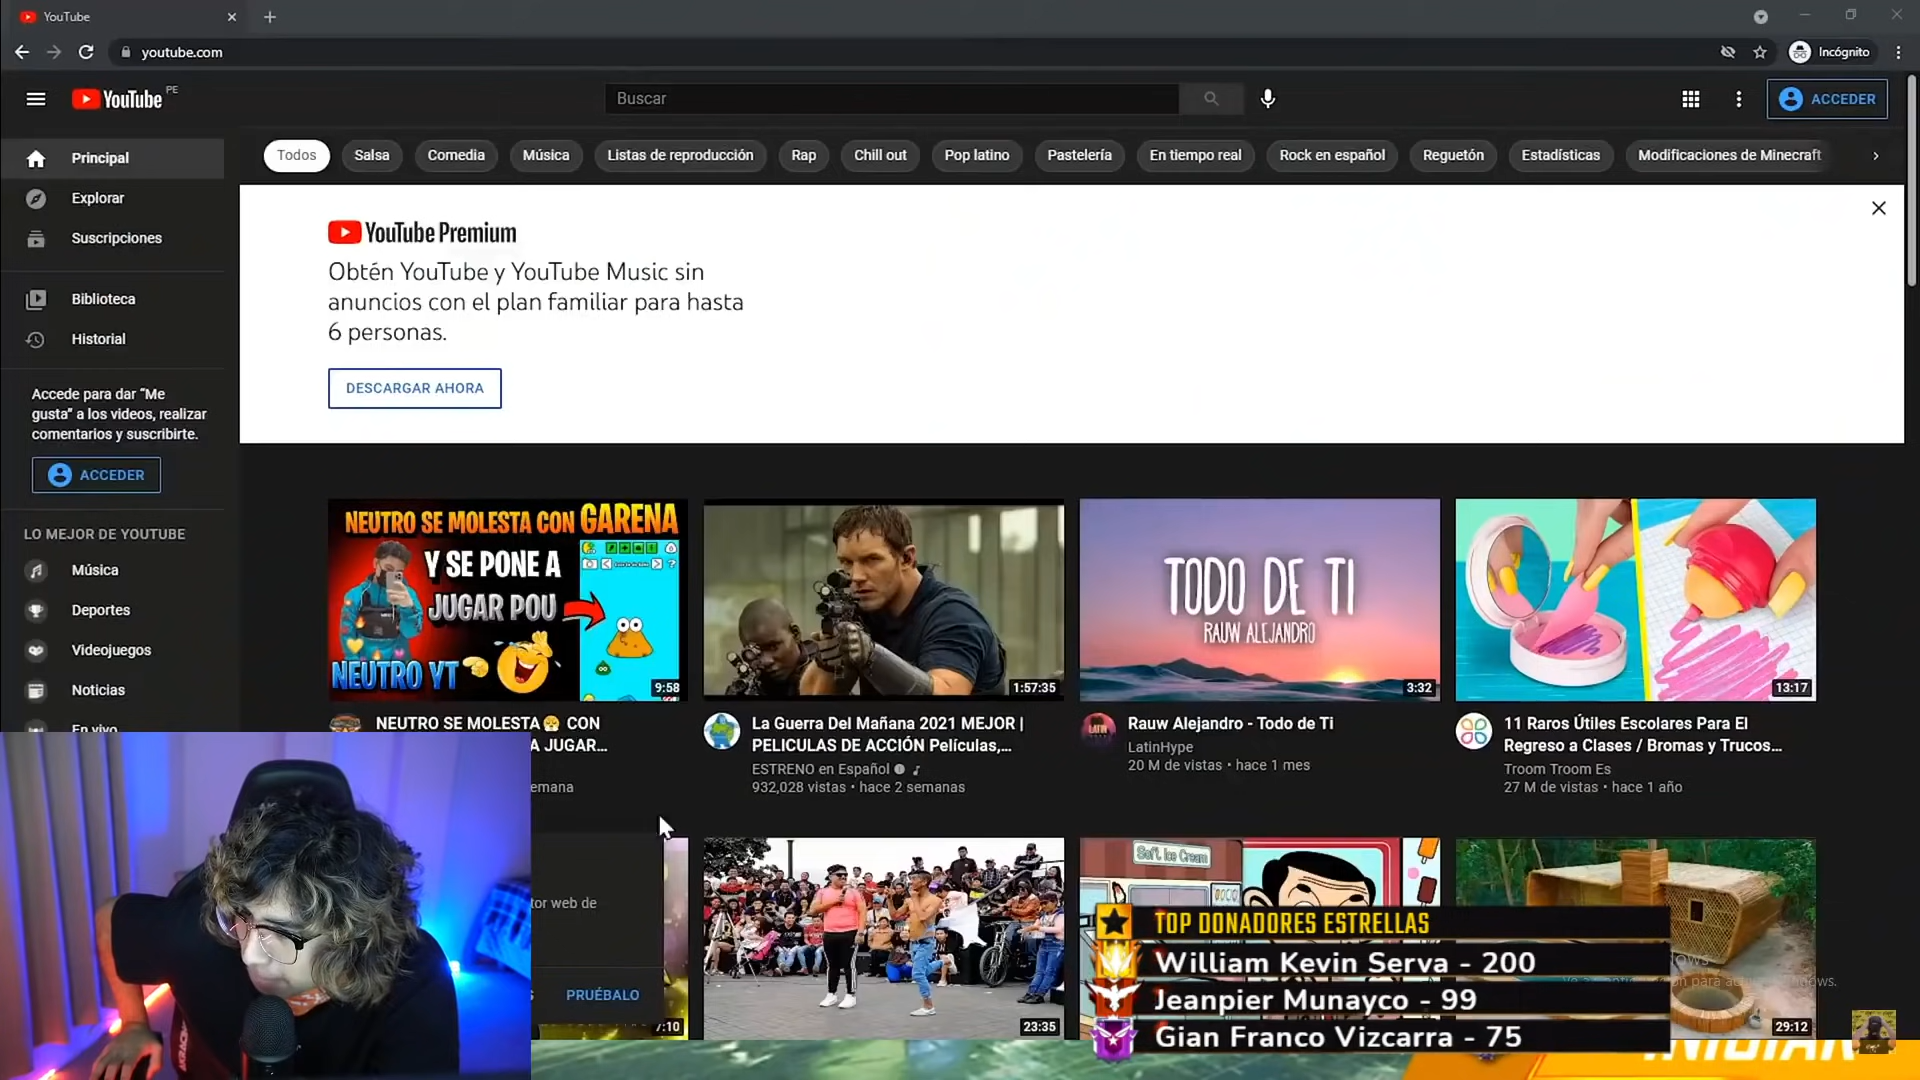 YouTube
youtube.com
Incógnito
YouTube PE
Buscar
ACCEDER
Principal
Explorar
Suscripciones
Biblioteca
Historial
Accede para dar “Me
gusta” a los videos, realizar
comentarios y suscribirte.
ACCEDER
LO MEJOR DE YOUTUBE
Música
Deportes
Videojuegos
Noticias
En vivo
Todos
Salsa
Comedia
Música
Listas de reproducción
Rap
Chill out
Pop latino
Pastelería
En tiempo real
Rock en español
Reguetón
Estadísticas
Modificaciones de Minecraft
YouTube Premium
Obtén YouTube y YouTube Music sin
anuncios con el plan familiar para hasta
6 personas.
DESCARGAR AHORA
NEUTRO SE MOLESTA CON GARENA
Y SE PONE A
JUGAR POU
NEUTRO YT
9:58
1:57:35
TODO DE TI
RAUW ALEJANDRO
3:32
13:17
NEUTRO SE MOLESTA😤 CON
A JUGAR...
emana
La Guerra Del Mañana 2021 MEJOR |
PELICULAS DE ACCIÓN Películas,...
ESTRENO en Español
932,028 vistas • hace 2 semanas
LATIN
Rauw Alejandro - Todo de Ti
LatinHype
20 M de vistas • hace 1 mes
11 Raros Útiles Escolares Para El
Regreso a Clases / Bromas y Trucos...
Troom Troom Es
27 M de vistas • hace 1 año
tor web de
PRUÉBALO
7:10
23:35
Soft Ice Cream
29:12
TOP DONADORES ESTRELLAS
William Kevin Serva - 200
Jeanpier Munayco - 99
Gian Franco Vizcarra - 75